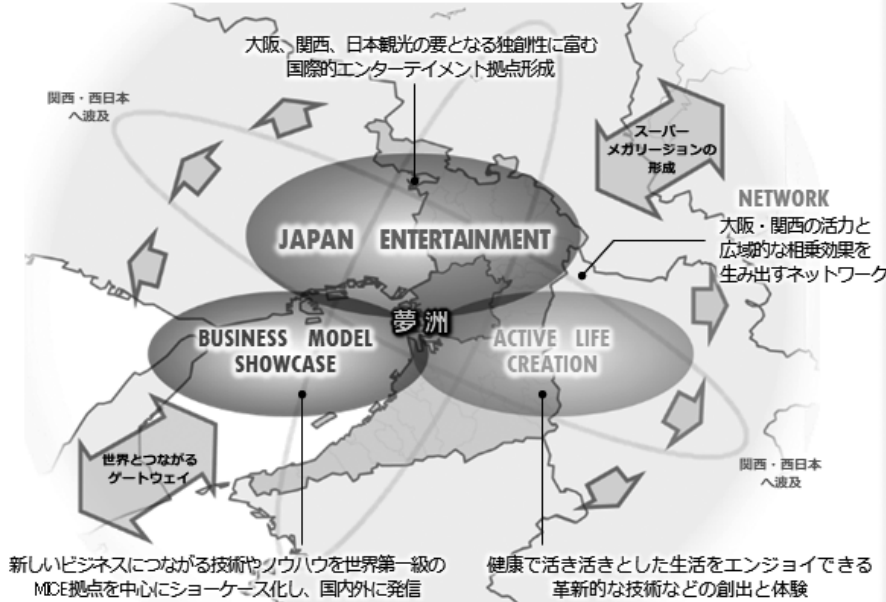 大阪、関西、日本観光の要となる独創性に富む
国際的エンターテイメント拠点形成
関西・西日本
へ波及
スーパー
メガリージョンの
形成
NETWORK
大阪・関西の活力と
広域的な相乗効果を
生み出すネットワーク
JAPAN ENTERTAINMENT
夢洲
BUSINESS MODEL
SHOWCASE
ACTIVE LIFE
CREATION
世界とつながる
ゲートウェイ
関西・西日本
へ波及
新しいビジネスにつながる技術やノウハウを世界第一級の
MICE拠点を中心にショーケース化し、国内外に発信
健康で活き活きとした生活をエンジョイできる
革新的な技術などの創出と体験